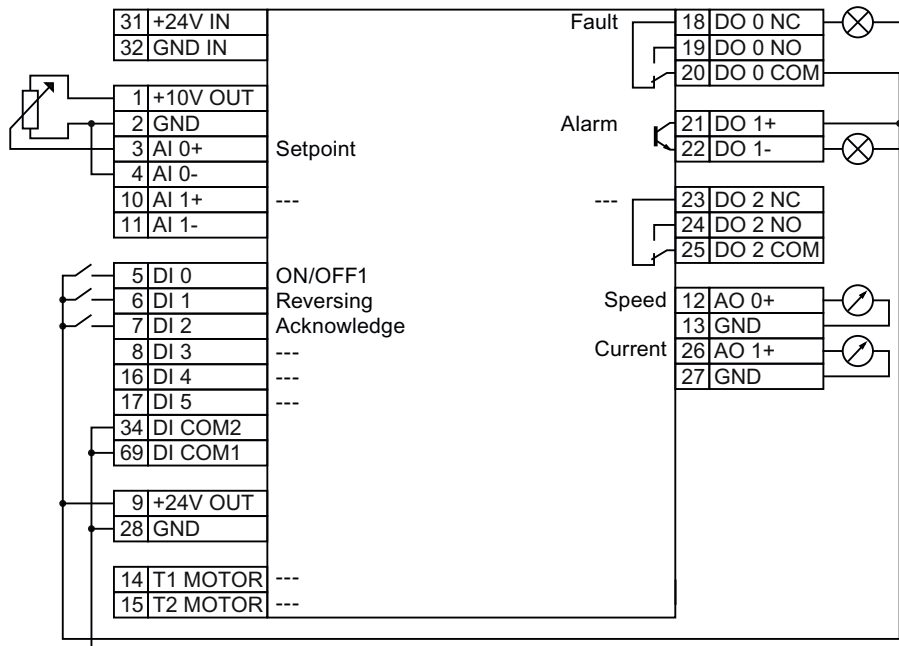 31 +24V IN
32 GND IN
1 +10V OUT
2 GND
3 AI 0+ Setpoint
4 AI 0-
10 AI 1+ ---
11 AI 1-
5 DI 0 ON/OFF1
6 DI 1 Reversing
7 DI 2 Acknowledge
8 DI 3 ---
16 DI 4 ---
17 DI 5 ---
34 DI COM2
69 DI COM1
9 +24V OUT
28 GND
14 T1 MOTOR ---
15 T2 MOTOR ---
Fault 18 DO 0 NC
19 DO 0 NO
20 DO 0 COM
Alarm 21 DO 1+
22 DO 1-
--- 23 DO 2 NC
24 DO 2 NO
25 DO 2 COM
Speed 12 AO 0+
13 GND
Current 26 AO 1+
27 GND